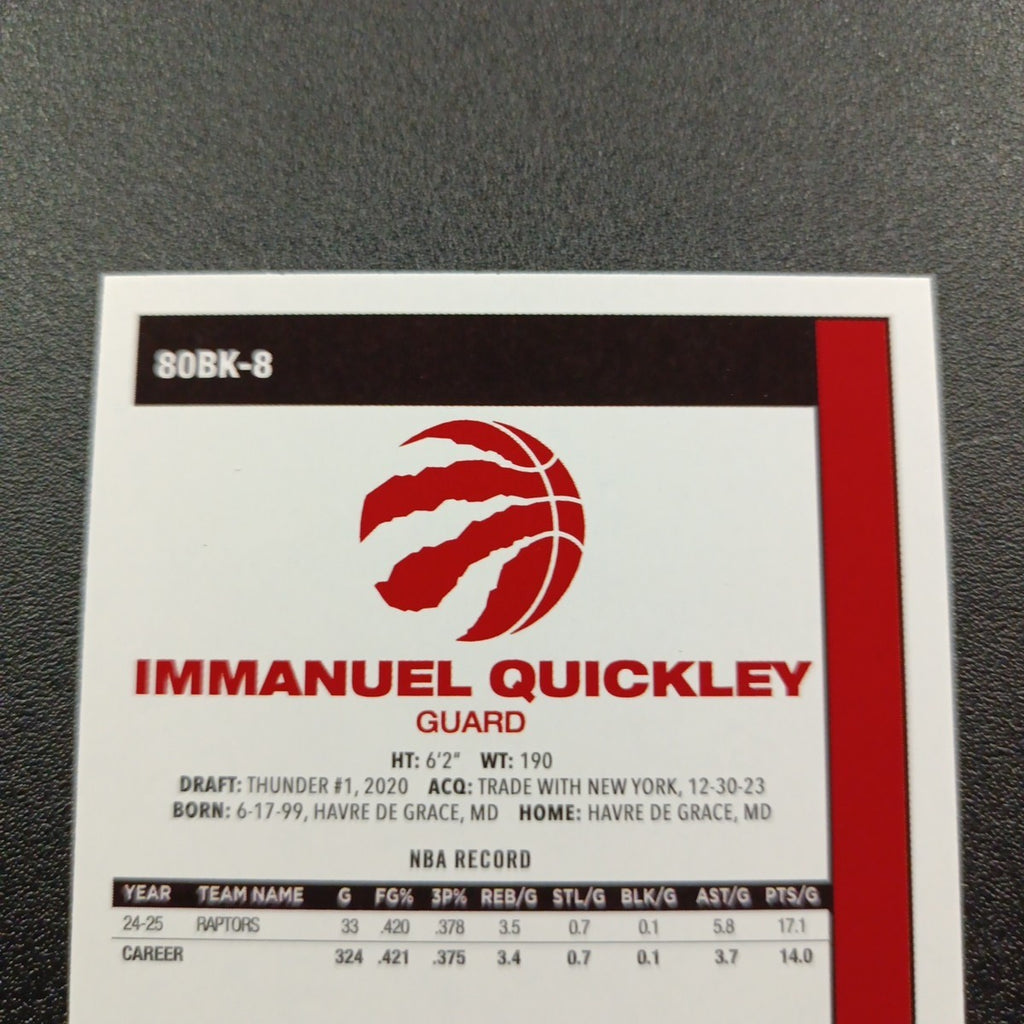 80BK-8
IMMANUEL QUICKLEY
GUARD
HT: 6'2" WT: 190
DRAFT: THUNDER #1, 2020 ACQ: TRADE WITH NEW YORK, 12-30-23
BORN: 6-17-99, HAVRE DE GRACE, MD HOME: HAVRE DE GRACE, MD
NBA RECORD
YEAR TEAM NAME G FG% 3P% REB/G STL/G BLK/G AST/G PTS/G
24-25 RAPTORS 33 .420 .378 3.5 0.7 0.1 5.8 17.1
CAREER 324 .421 .375 3.4 0.7 0.1 3.7 14.0